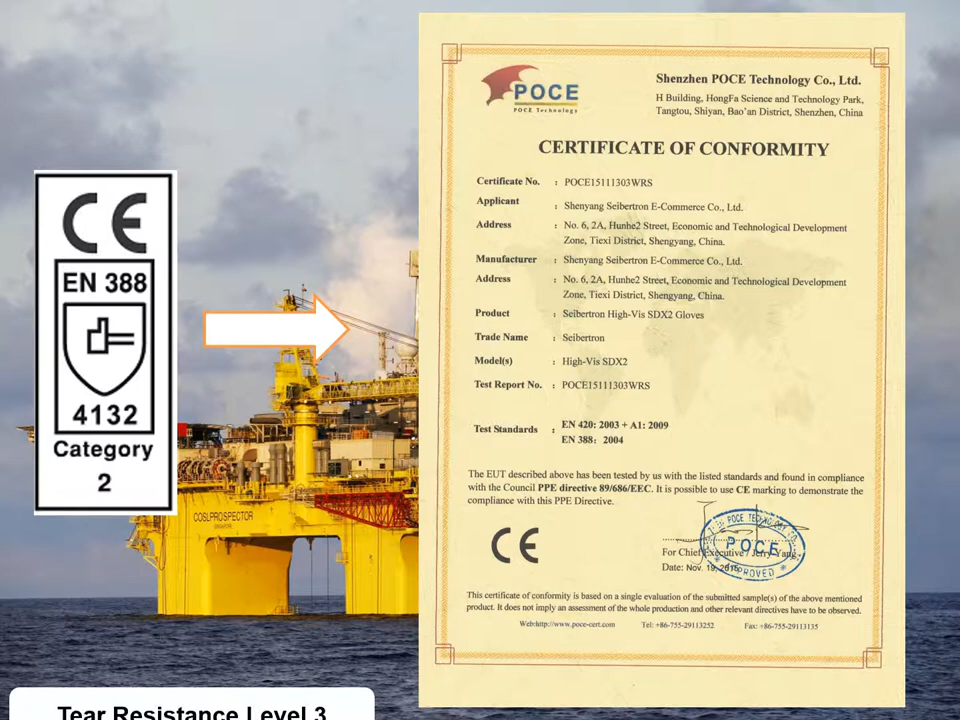 CE
EN 388
4132
Category
2
COSLPROSPECTOR
Tear Resistance Level 3
POCE
POCE Technology
Shenzhen POCE Technology Co., Ltd.
H Building, HongFa Science and Technology Park,
Tangtou, Shiyan, Bao'an District, Shenzhen, China
CERTIFICATE OF CONFORMITY
Certificate No. : POCE15111303WRS
Applicant : Shenyang Seibertron E-Commerce Co., Ltd.
Address : No. 6, 2A, Hunhe2 Street, Economic and Technological Development
Zone, Tiexi District, Shengyang, China.
Manufacturer : Shenyang Seibertron E-Commerce Co., Ltd.
Address : No. 6, 2A, Hunhe2 Street, Economic and Technological Development
Zone, Tiexi District, Shengyang, China.
Product : Seibertron High-Vis SDX2 Gloves
Trade Name : Seibertron
Model(s) : High-Vis SDX2
Test Report No. : POCE15111303WRS
Test Standards : EN 420: 2003 + A1: 2009
EN 388: 2004
The EUT described above has been tested by us with the listed standards and found in compliance
with the Council PPE directive 89/686/EEC. It is possible to use CE marking to demonstrate the
compliance with this PPE Directive.
CE
POCE
APPROVED
For Chief Executive / Jerry Yang
Date: Nov. 19, 2015
This certificate of conformity is based on a single evaluation of the submitted sample(s) of the above mentioned
product. It does not imply an assessment of the whole production and other relevant directives have to be observed.
Web:http://www.poce-cert.com Tel: +86-755-29113252 Fax: +86-755-29113135